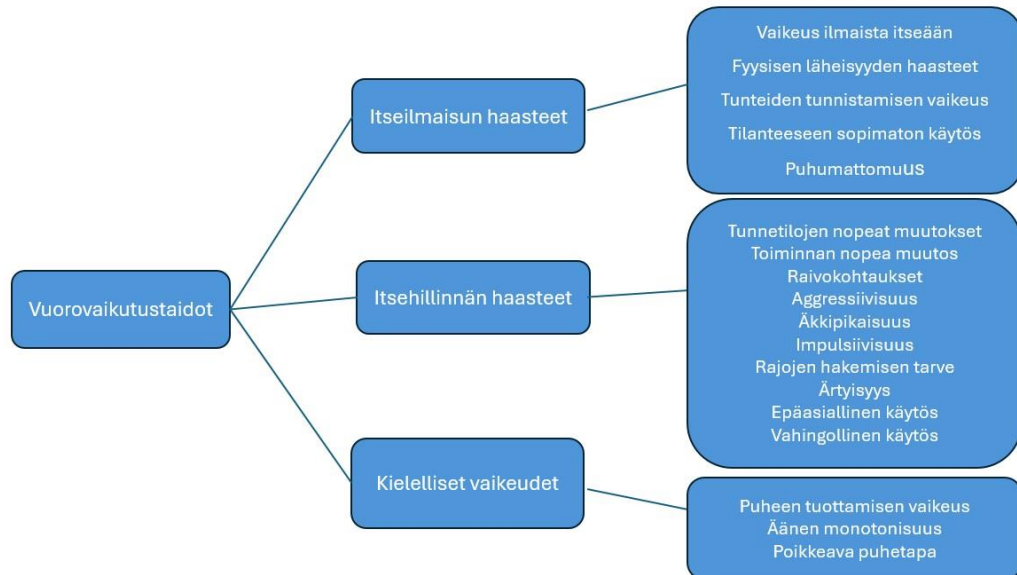 Vuorovaikutustaidot
Itseilmaisun haasteet
Vaikeus ilmaista itseään
Fyysisen läheisyyden haasteet
Tunteiden tunnistamisen vaikeus
Tilanteeseen sopimaton käytös
Puhumattomuus
Itsehillinnän haasteet
Tunnetilojen nopeat muutokset
Toiminnan nopea muutos
Raivokohtaukset
Aggressiivisuus
Äkkipikaisuus
Impulsiivisuus
Rajojen hakemisen tarve
Ärtyisyys
Epäasiallinen käytös
Vahingollinen käytös
Kielelliset vaikeudet
Puheen tuottamisen vaikeus
Äänen monotonisuus
Poikkeava puhetapa